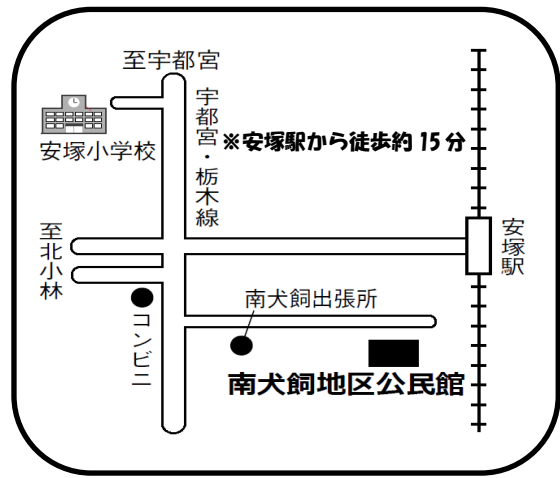 至宇都宮
宇都宮・栃木線
※安塚駅から徒歩約 15 分
安塚小学校
至北小林
安塚駅
南犬飼出張所
コンビニ
南犬飼地区公民館